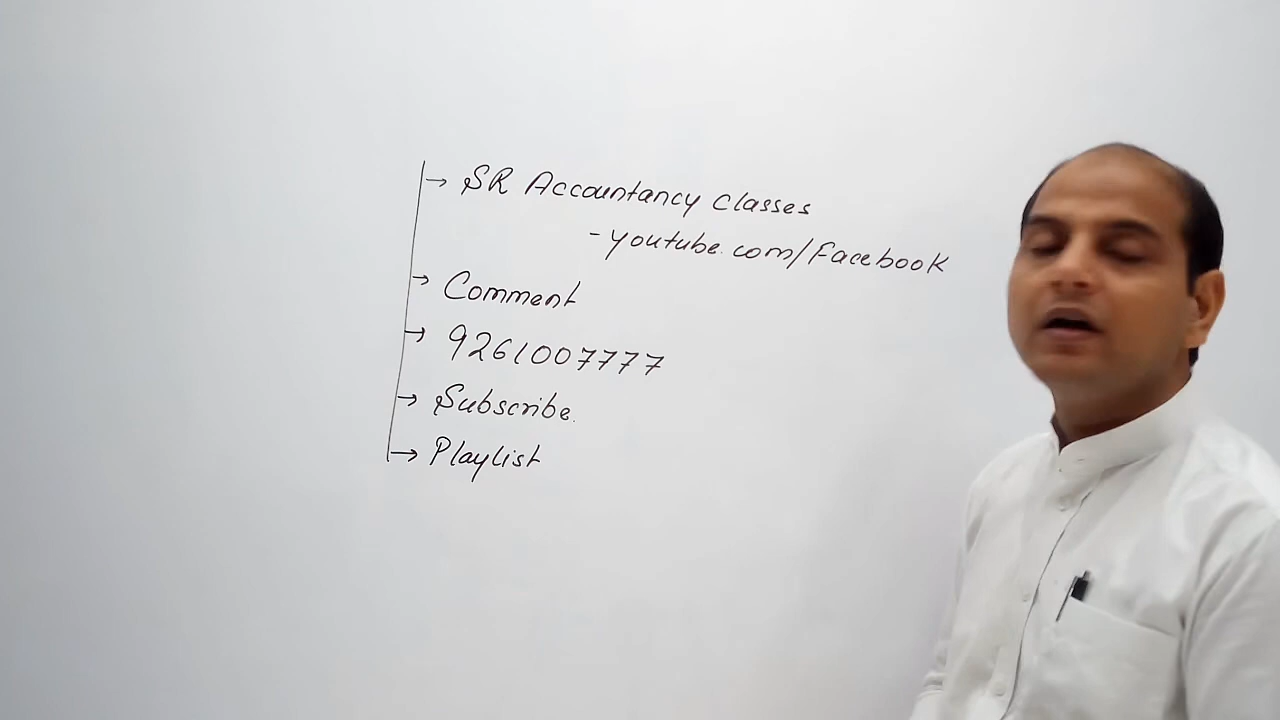 → SR Accountancy classes
- youtube.com/facebook
→ Comment
→ 9261007777
→ Subscribe.
→ Playlist